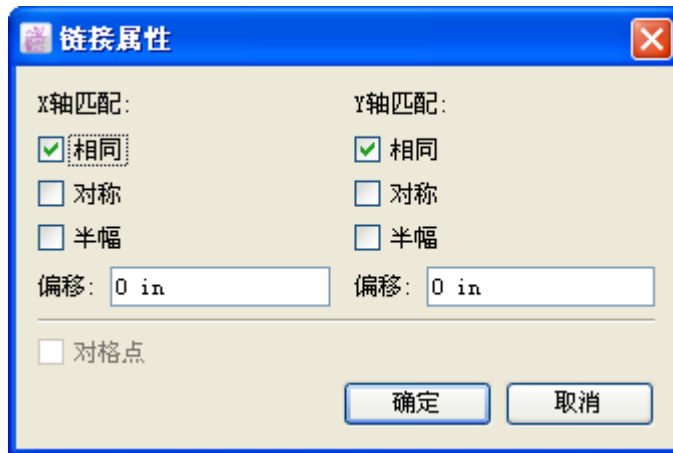 链接属性
X轴匹配: Y轴匹配:
相同 相同
对称 对称
半幅 半幅
偏移: 0 in 偏移: 0 in
对格点
确定 取消